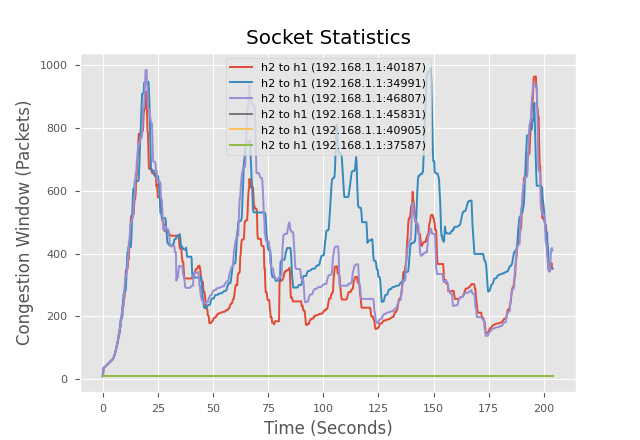 Socket Statistics
h2 to h1 (192.168.1.1:40187)
h2 to h1 (192.168.1.1:34991)
h2 to h1 (192.168.1.1:46807)
h2 to h1 (192.168.1.1:45831)
h2 to h1 (192.168.1.1:40905)
h2 to h1 (192.168.1.1:37587)
Congestion Window (Packets)
1000
800
600
400
200
0
0 25 50 75 100 125 150 175 200
Time (Seconds)